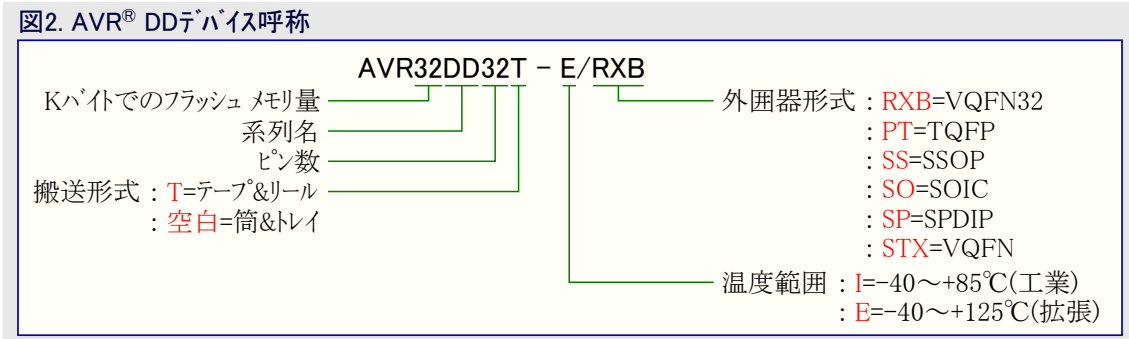 図2. AVR® DDデバイス呼称
AVR32DD32T - E/RXB
Kバイトでのフラッシュ メモリ量
系列名
ピン数
搬送形式 : T=テープ&リール
: 空白=筒&トレイ
外囲器形式 : RXB=VQFN32
: PT=TQFP
: SS=SSOP
: SO=SOIC
: SP=SPDIP
: STX=VQFN
温度範囲 : I=-40～+85℃(工業)
: E=-40～+125℃(拡張)